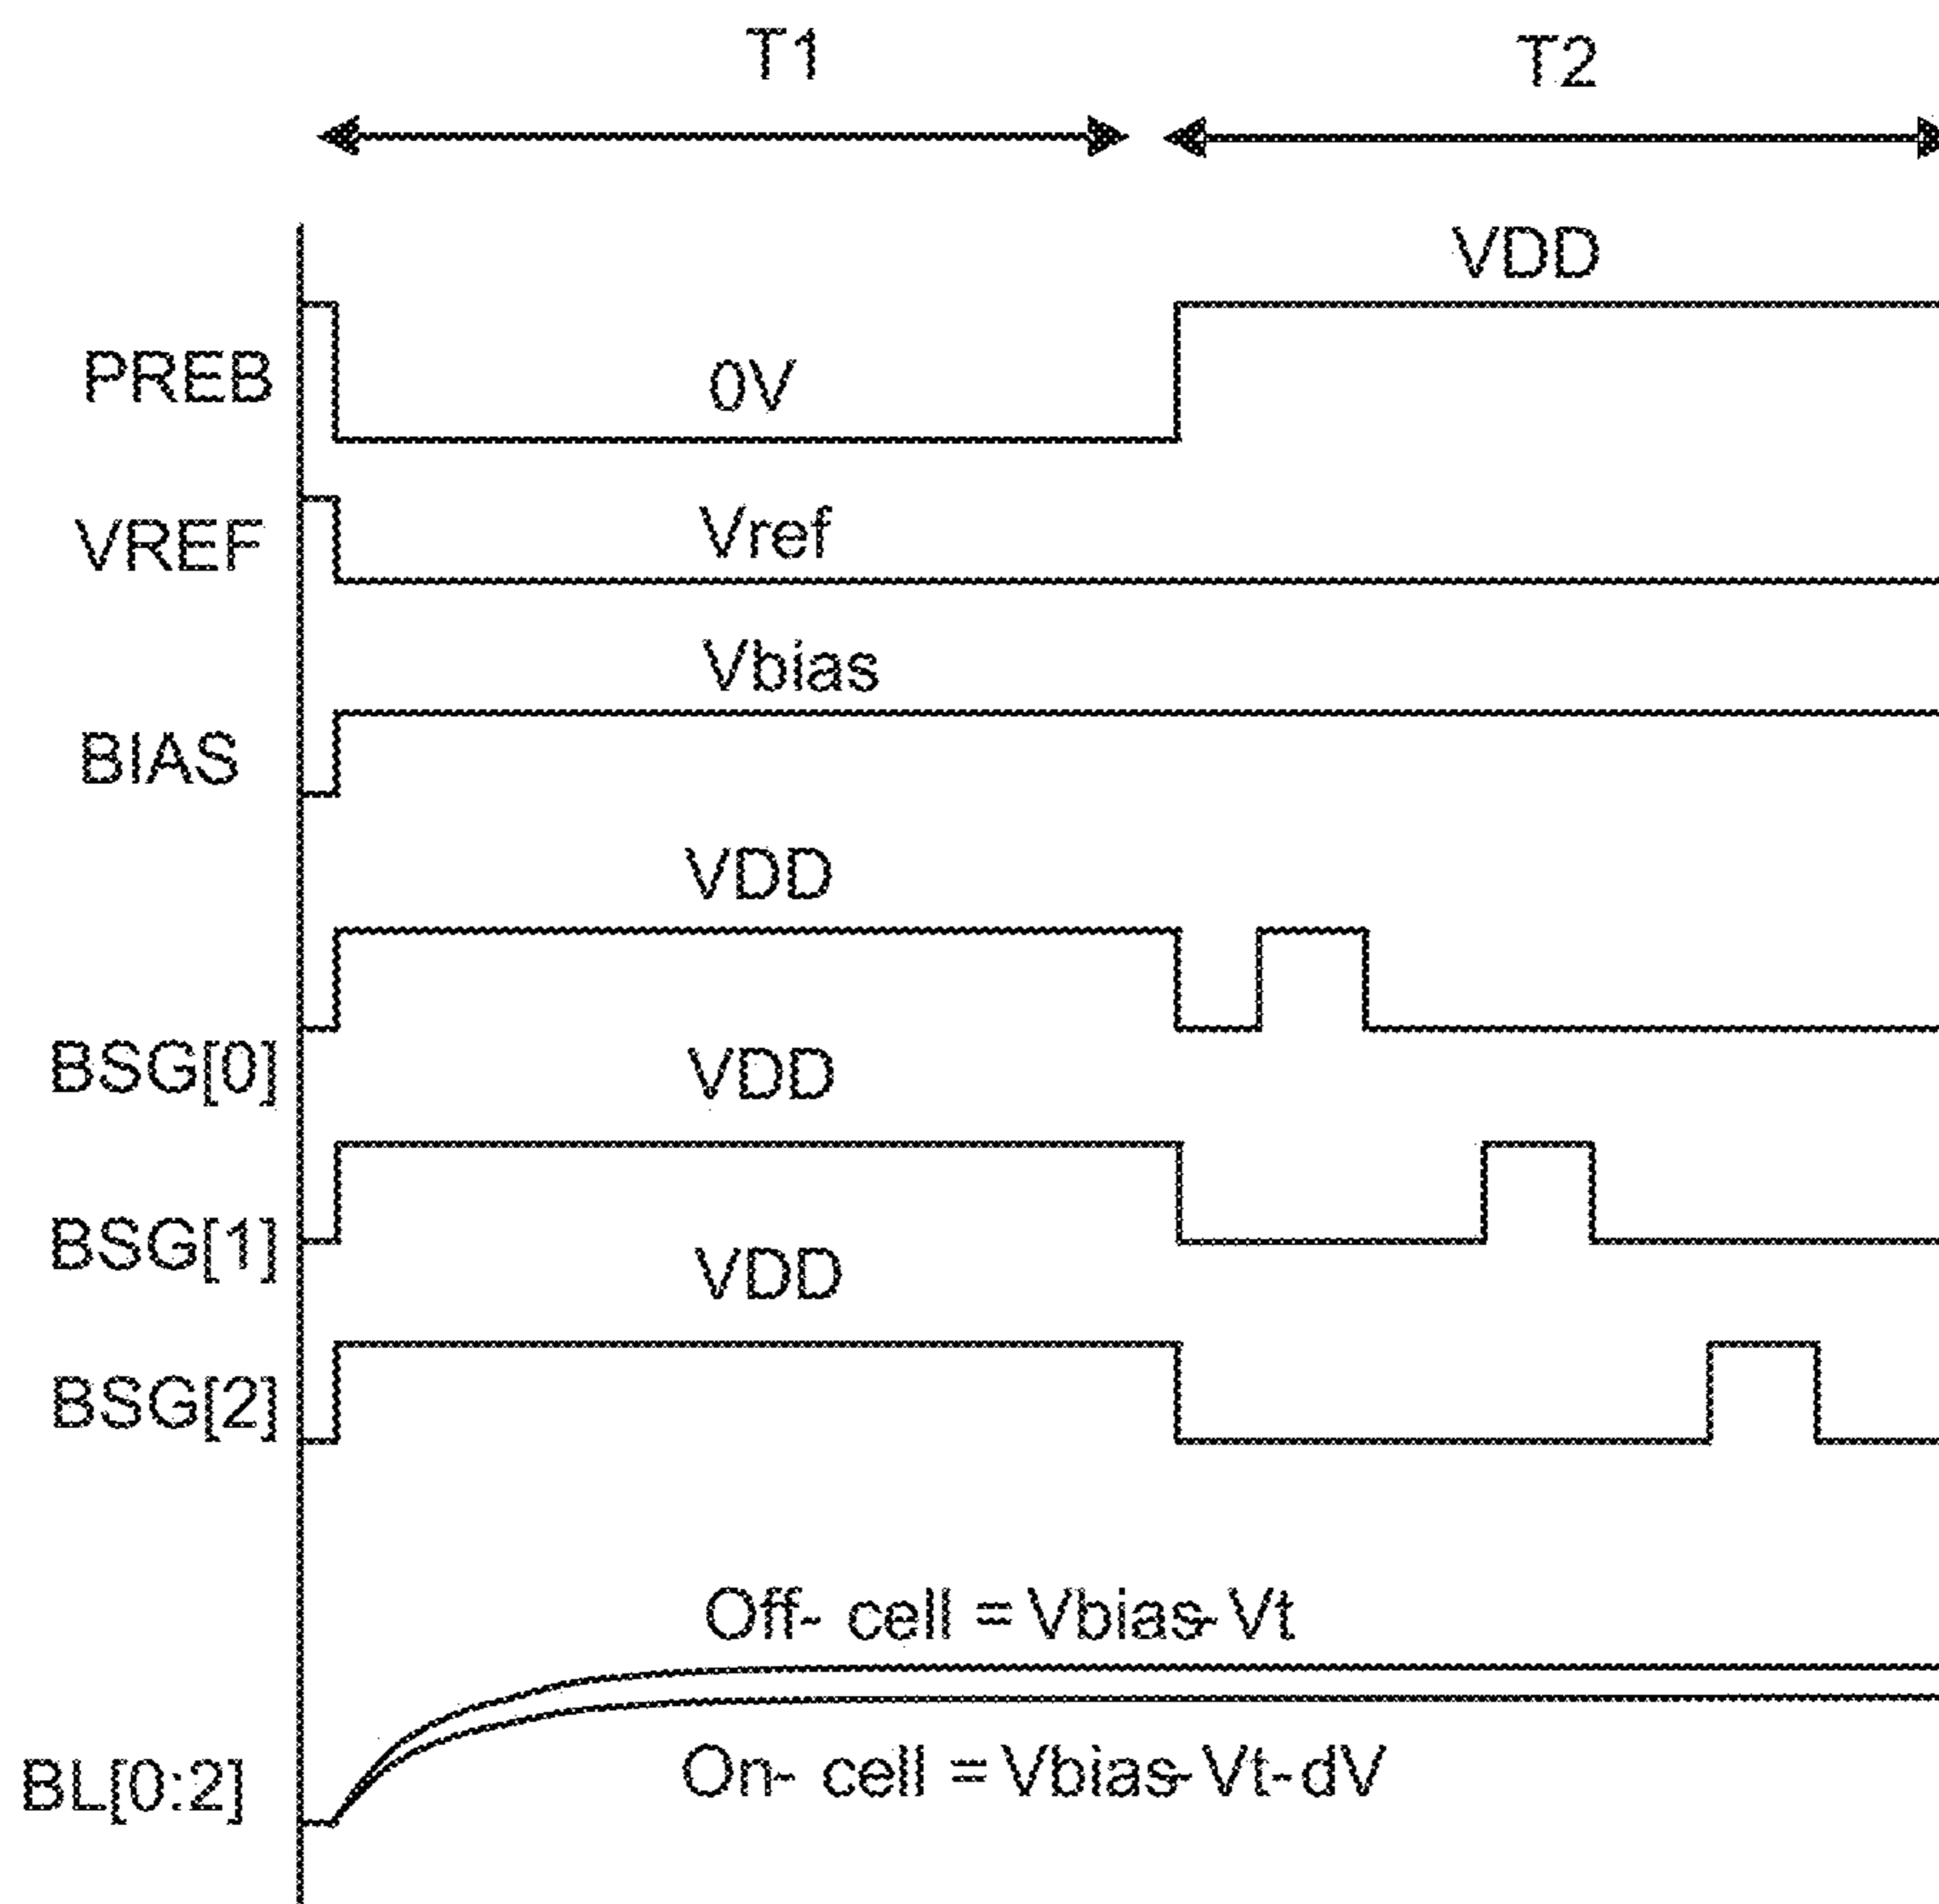 T1 T2
VDD
PREB 0V
VREF Vref
Vbias
BIAS
VDD
BSG[0] VDD
BSG[1]
VDD
BSG[2]
Off- cell = Vbias-Vt
BL[0:2] On- cell = Vbias-Vt-dV